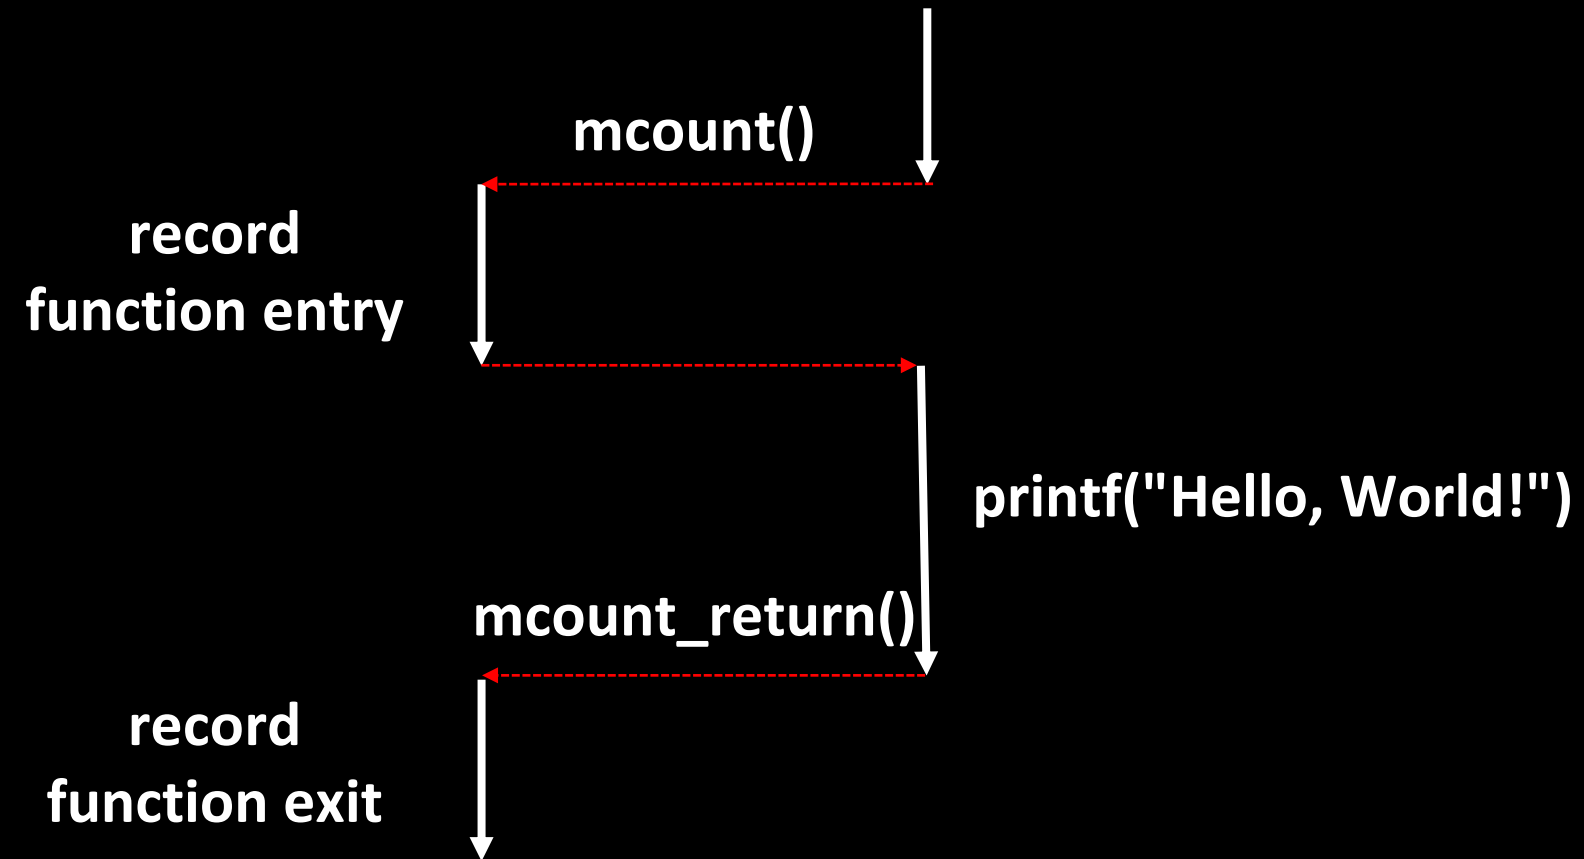 mcount()
record
function entry
printf("Hello, World!")
mcount_return()
record
function exit